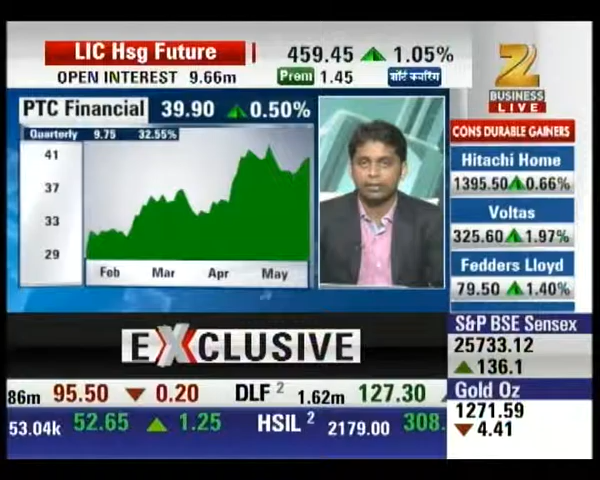 LIC Hsg Future 459.45 1.05%
OPEN INTEREST 9.66m Prem 1.45 शॉर्ट कवरिंग
Z
BUSINESS
LIVE
PTC Financial 39.90 0.50%
Quarterly 9.75 32.55%
41
37
33
29
Feb Mar Apr May
CONS DURABLE GAINERS
Hitachi Home
1395.50 0.66%
Voltas
325.60 1.97%
Fedders Lloyd
79.50 1.40%
EXCLUSIVE
S&P BSE Sensex
25733.12
136.1
Gold Oz
1271.59
4.41
86m 95.50 0.20 DLF 2 1.62m 127.30
53.04k 52.65 1.25 HSIL 2 2179.00 308.